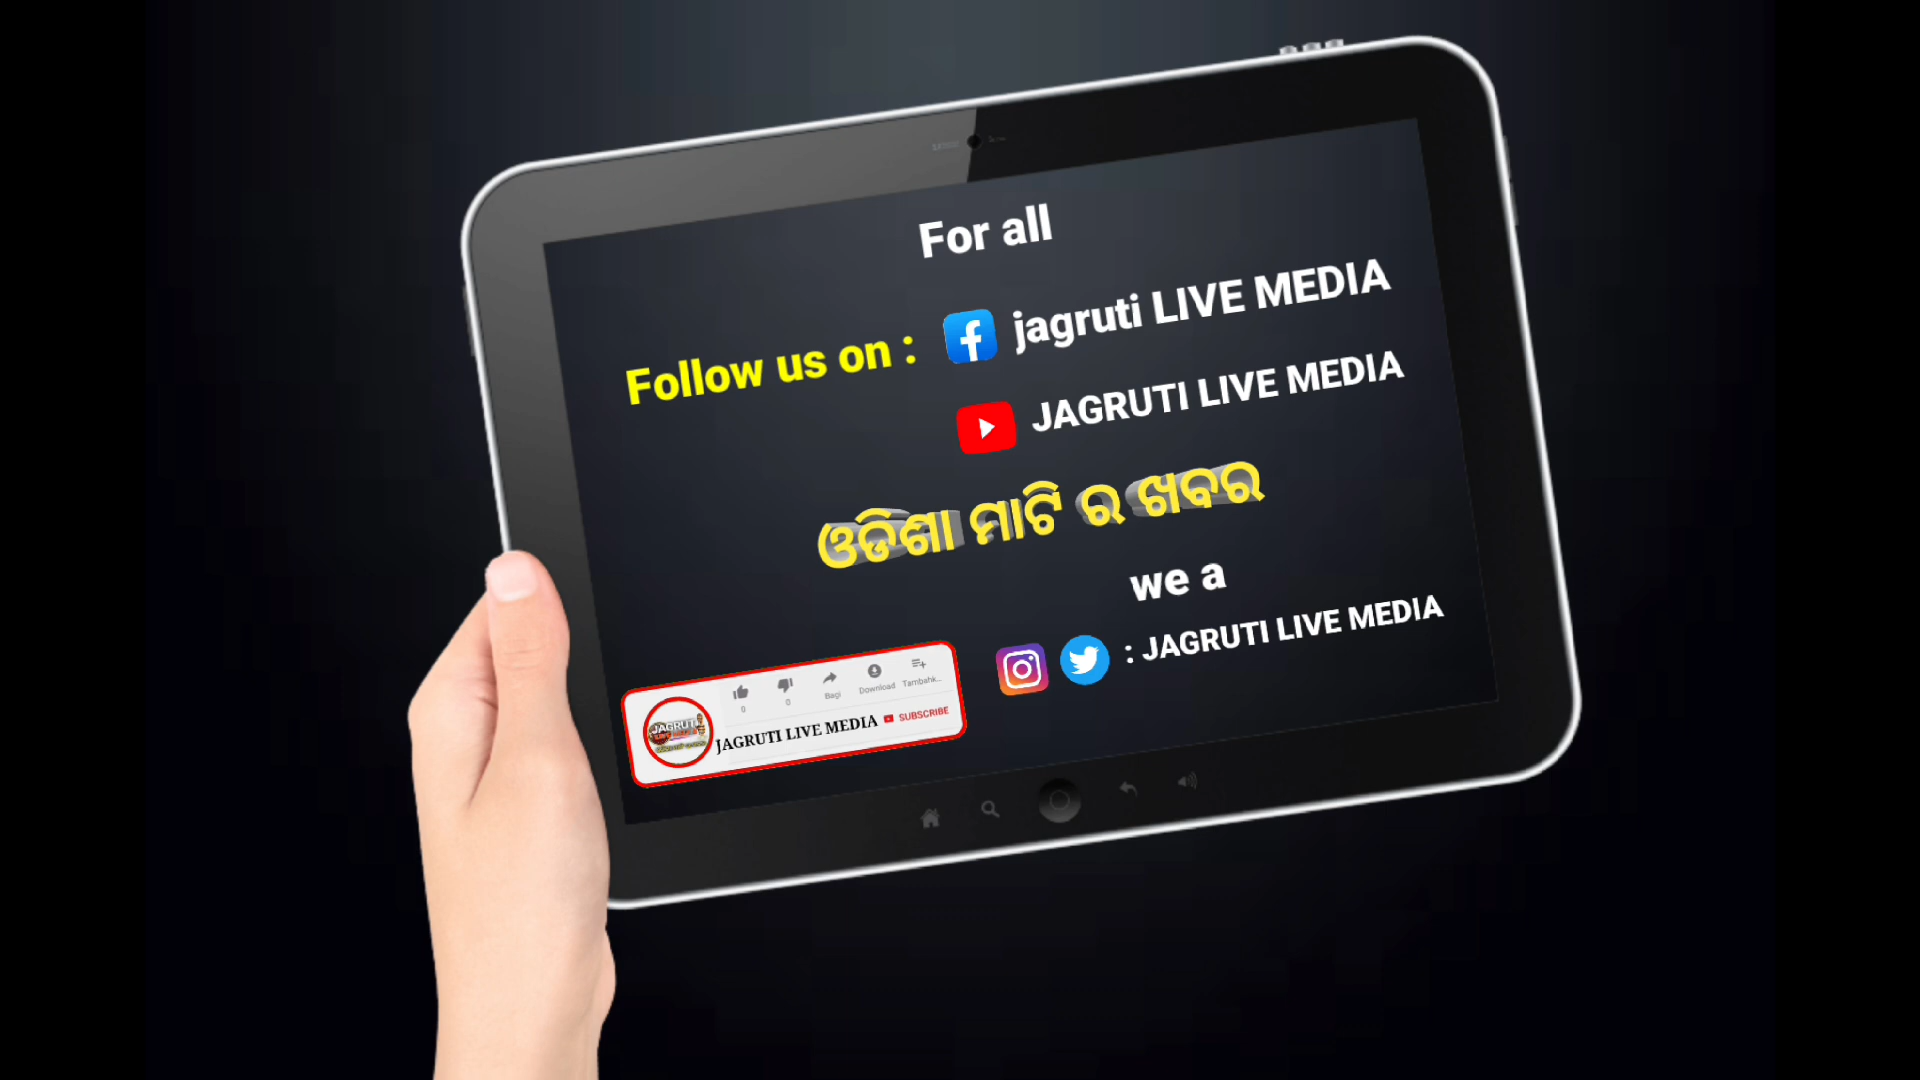 For all
Follow us on : jagruti LIVE MEDIA
JAGRUTI LIVE MEDIA
ଓଡିଶା ମାଟି ର ଖବର
we a
: JAGRUTI LIVE MEDIA
0 0 Bagi Download Tambahk...
JAGRUTI
JAGRUTI LIVE MEDIA SUBSCRIBE